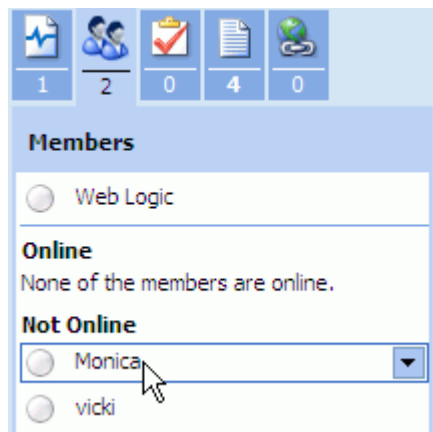 1 2 0 4 0
Members
Web Logic
Online
None of the members are online.
Not Online
Monica
vicki